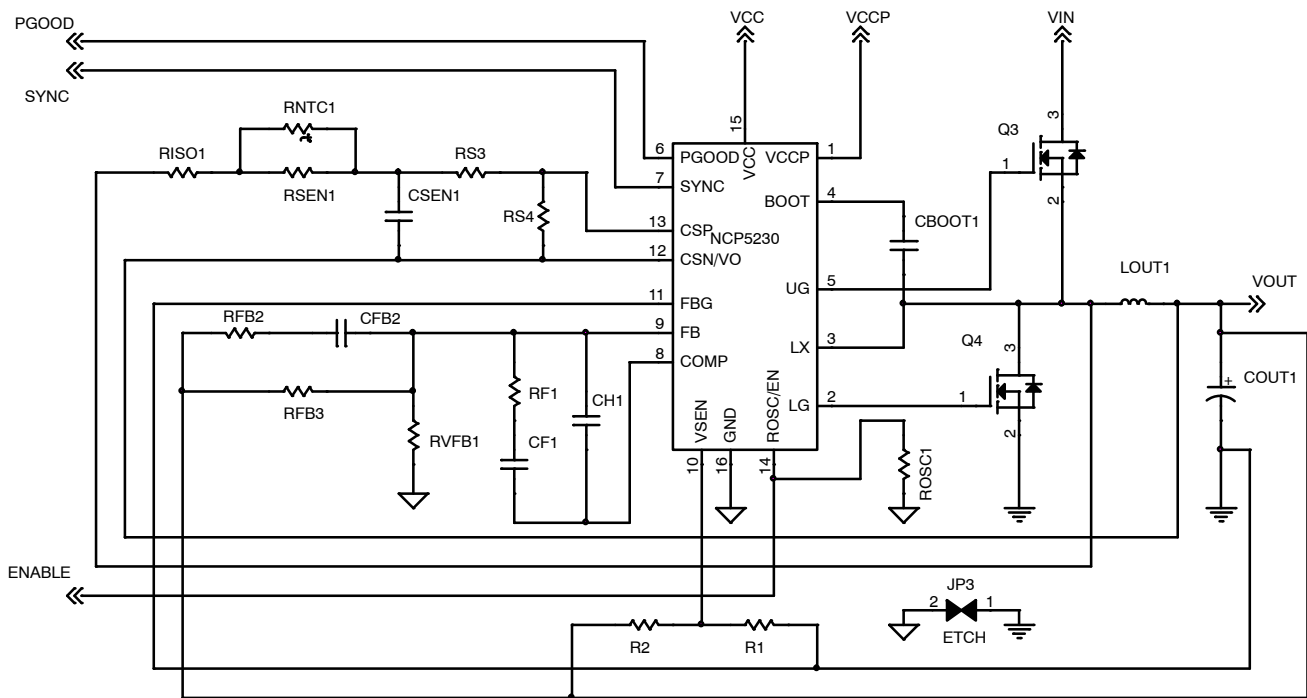 PGOOD
VCC
VCCP
VIN
SYNC
RNTC1
RISO1
RSEN1
CSEN1
RS3
RS4
6
PGOOD
7
SYNC
13
CSP
NCP5230
12
CSN/VO
11
FBG
9
FB
8
COMP
15
VCC
VCCP
1
BOOT
4
UG
5
LX
3
LG
2
VSEN
10
GND
16
ROSC/EN
14
CBOOT1
Q3
3
1
2
LOUT1
VOUT
Q4
3
1
2
+
COUT1
RFB2
CFB2
RFB3
RVFB1
RF1
CF1
CH1
ROSC1
ENABLE
JP3
2
1
ETCH
R2
R1